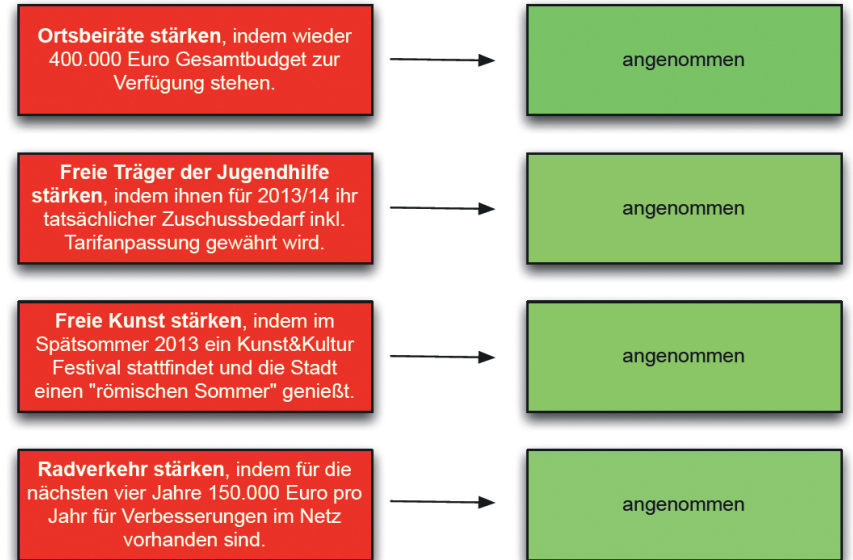 Ortsbeiräte stärken, indem wieder
400.000 Euro Gesamtbudget zur
Verfügung stehen.
angenommen
Freie Träger der Jugendhilfe
stärken, indem ihnen für 2013/14 ihr
tatsächlicher Zuschussbedarf inkl.
Tarifanpassung gewährt wird.
angenommen
Freie Kunst stärken, indem im
Spätsommer 2013 ein Kunst&Kultur
Festival stattfindet und die Stadt
einen "römischen Sommer" genießt.
angenommen
Radverkehr stärken, indem für die
nächsten vier Jahre 150.000 Euro pro
Jahr für Verbesserungen im Netz
vorhanden sind.
angenommen